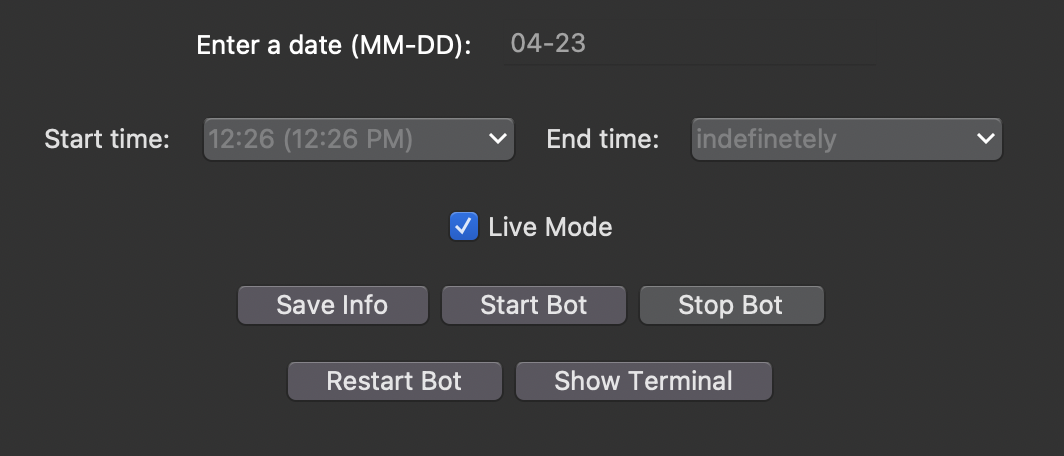 Enter a date (MM-DD): 04-23
Start time: 12:26 (12:26 PM) End time: indefinetely
Live Mode
Save Info Start Bot Stop Bot
Restart Bot Show Terminal